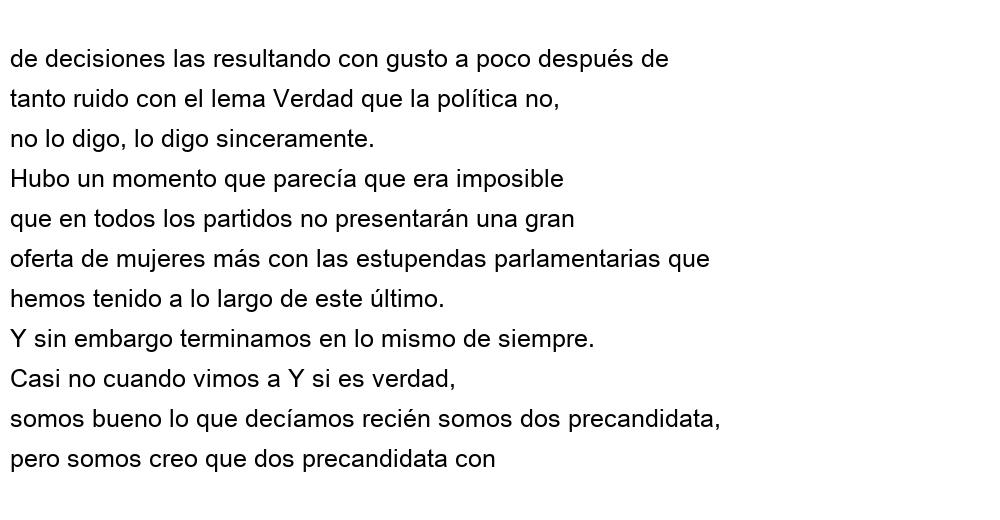 de decisiones las resultando con gusto a poco después de
tanto ruido con el lema Verdad que la política no,
no lo digo, lo digo sinceramente.
Hubo un momento que parecía que era imposible
que en todos los partidos no presentarán una gran
oferta de mujeres más con las estupendas parlamentarias que
hemos tenido a lo largo de este último.
Y sin embargo terminamos en lo mismo de siempre.
Casi no cuando vimos a Y si es verdad,
somos bueno lo que decíamos recién somos dos precandidata,
pero somos creo que dos precandidata con